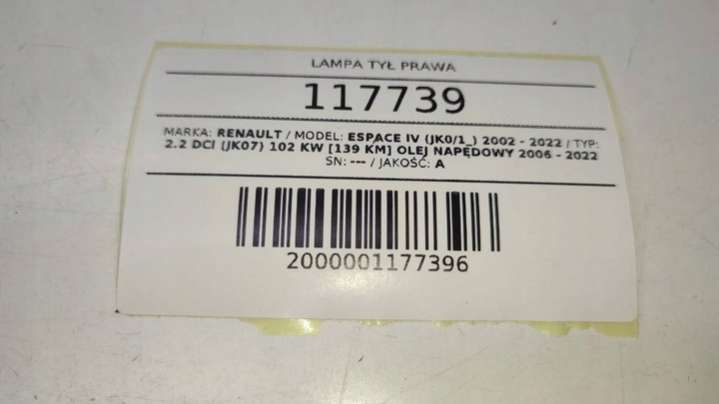 LAMPA TYŁ PRAWA
117739
MARKA: RENAULT / MODEL: ESPACE IV (JK0/1_) 2002 - 2022 / TYP:
2.2 DCI (JK07) 102 KW [139 KM] OLEJ NAPĘDOWY 2006 - 2022
SN: --- / JAKOŚĆ: A
2000001177396